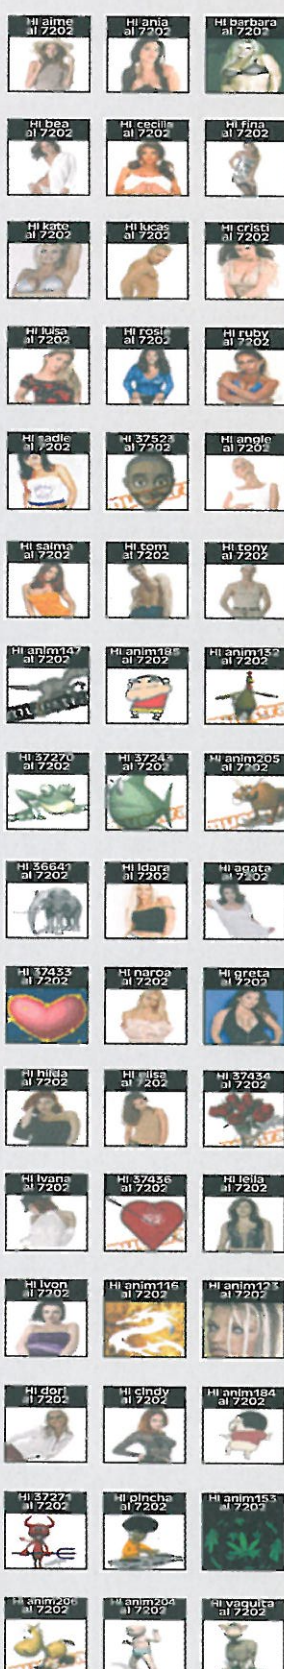 HI aime
al 7202
HI ania
al 7202
HI barbara
al 7202
HI bea
al 7202
HI cecilia
al 7202
HI fina
al 7202
HI kate
al 7202
HI lucas
al 7202
HI cristi
al 7202
HI luisa
al 7202
HI rosie
al 7202
HI ruby
al 7202
HI sadie
al 7202
HI 37523
al 7202
HI angie
al 7202
HI salma
al 7202
HI tom
al 7202
HI tony
al 7202
HI anim147
al 7202
HI anim185
al 7202
HI anim132
al 7202
HI 37270
al 7202
HI 37243
al 7202
HI anim205
al 7202
HI 36641
al 7202
HI idara
al 7202
HI agata
al 7202
HI 37433
al 7202
HI naroa
al 7202
HI greta
al 7202
HI hilda
al 7202
HI elisa
al 7202
HI 37434
al 7202
HI ivana
al 7202
HI 37436
al 7202
HI leila
al 7202
HI ivon
al 7202
HI anim116
al 7202
HI anim123
al 7202
HI dori
al 7202
HI cindy
al 7202
HI anim184
al 7202
HI 37271
al 7202
HI pincha
al 7202
HI anim153
al 7202
HI anim206
al 7202
HI anim204
al 7202
HI vaquita
al 7202